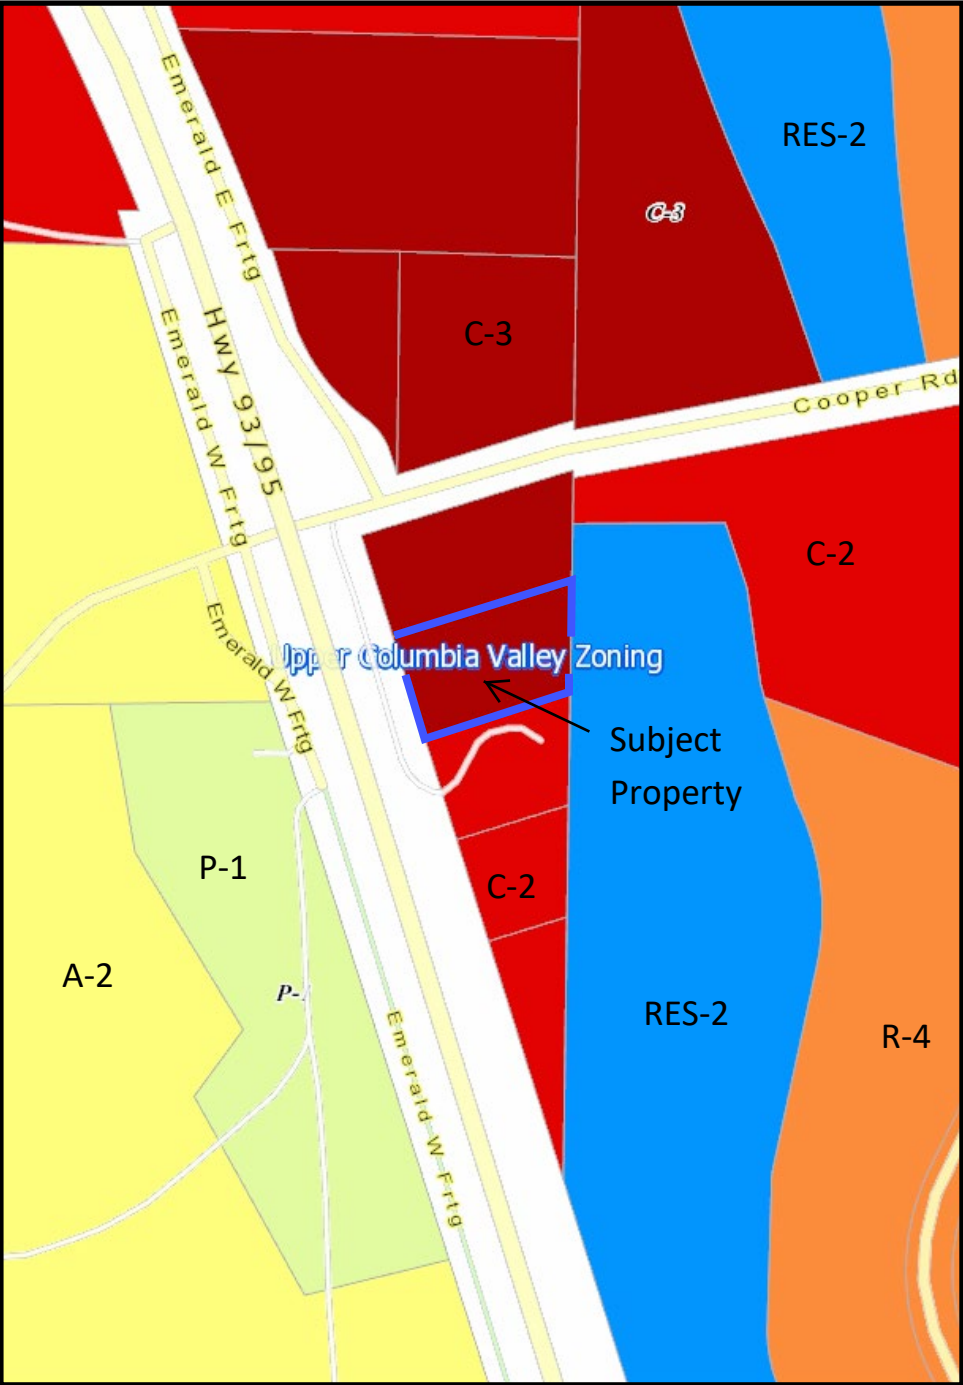 Emerald E Frtg
RES-2
C-3
Hwy 93/95
Emerald W Frtg
C-3
Cooper Rd
C-2
Emerald W Frtg
Upper Columbia Valley Zoning
Subject
Property
P-1
C-2
A-2
P-
RES-2
R-4
Emerald W Frtg